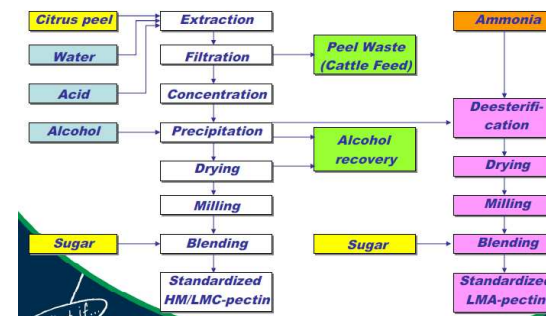 Citrus peel
Extraction
Ammonia
Water
Filtration
Peel Waste
(Cattle Feed)
Acid
Concentration
Alcohol
Precipitation
Alcohol
recovery
Deesterifi-
cation
Drying
Drying
Milling
Milling
Sugar
Blending
Sugar
Blending
Standardized
HM/LMC-pectin
Standardized
LMA-pectin